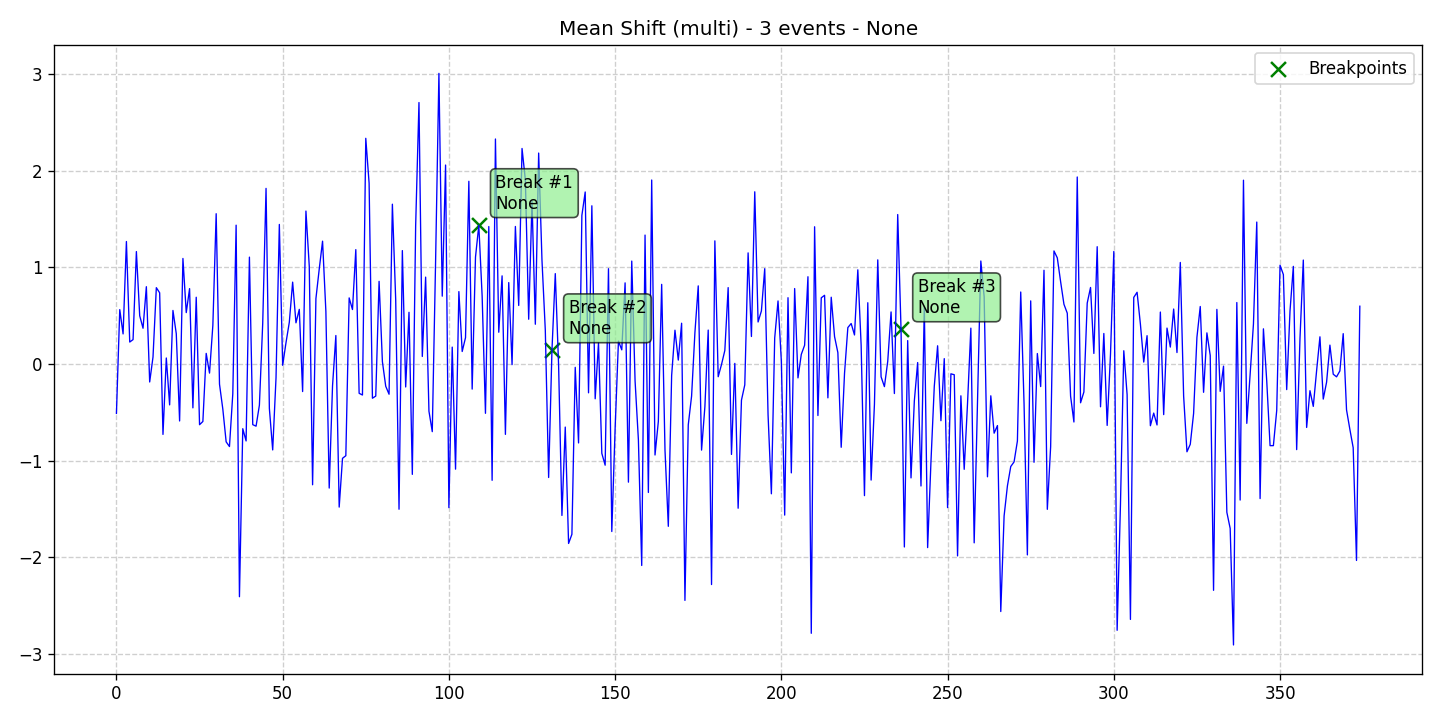 Mean Shift (multi) - 3 events - None
Breakpoints
Break #1
None
Break #2
None
Break #3
None
3
2
1
0
−1
−2
−3
0
50
100
150
200
250
300
350